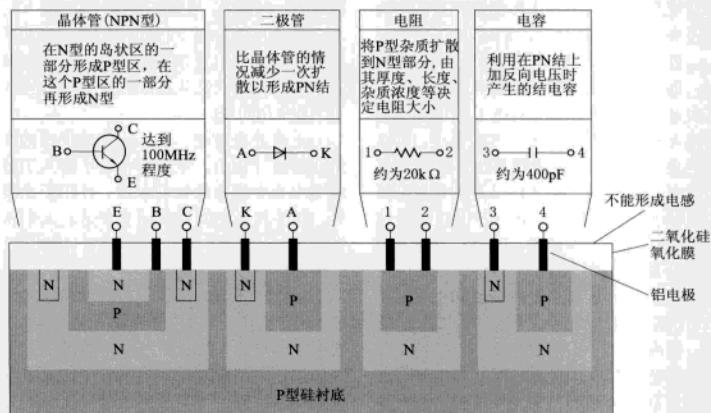 晶体管(NPN型)
在N型的岛状区的一
部分形成P型区，在
这个P型区的一部分
再形成N型
B
C
E
达到
100MHz
程度
二极管
比晶体管的情
况减少一次扩
散以形成PN结
A
K
电阻
将P型杂质扩散
到N型部分,由
其厚度、长度、
杂质浓度等决
定电阻大小
1
2
约为20kΩ
电容
利用在PN结上
加反向电压时
产生的结电容
3
4
约为400pF
不能形成电感
二氧化硅
氧化膜
铝电极
E
B
C
K
A
1
2
3
4
N
N
N
N
N
P
P
P
P
N
N
N
N
P型硅衬底